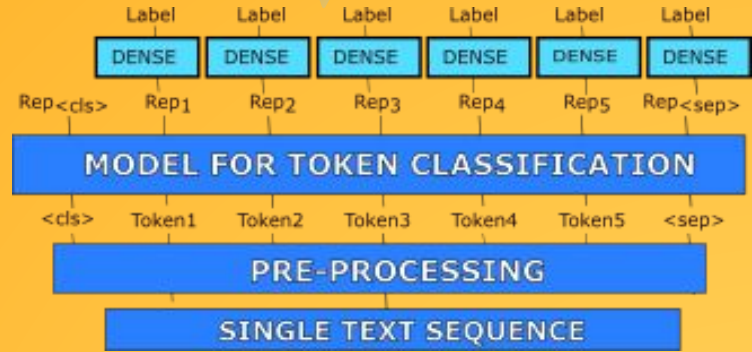 Label Label Label Label Label Label
DENSE DENSE DENSE DENSE DENSE DENSE
Rep<cls> Rep1 Rep2 Rep3 Rep4 Rep5 Rep<sep>
MODEL FOR TOKEN CLASSIFICATION
<cls> Token1 Token2 Token3 Token4 Token5 <sep>
PRE-PROCESSING
SINGLE TEXT SEQUENCE